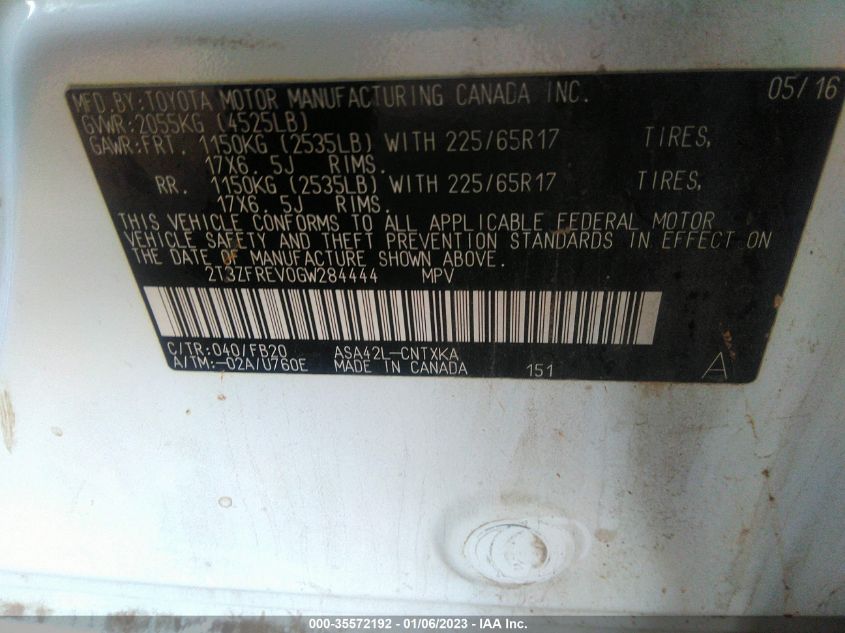 MFD.BY:TOYOTA MOTOR MANUFACTURING CANADA INC. 05/16
GVWR:2055KG (4525LB)
GAWR:FRT. 1150KG (2535LB) WITH 225/65R17 TIRES,
17X6. 5J RIMS.
RR. 1150KG (2535LB) WITH 225/65R17 TIRES,
17X6. 5J RIMS.
THIS VEHICLE CONFORMS TO ALL APPLICABLE FEDERAL MOTOR
VEHICLE SAFETY AND THEFT PREVENTION STANDARDS IN EFFECT ON
THE DATE OF MANUFACTURE SHOWN ABOVE.
2T3ZFREV0GW284444 MPV
C/TR:040/FB20 ASA42L-CNTXKA
A/TM:-02A/U760E MADE IN CANADA 151 A
000-35572192 - 01/06/2023 - IAA Inc.